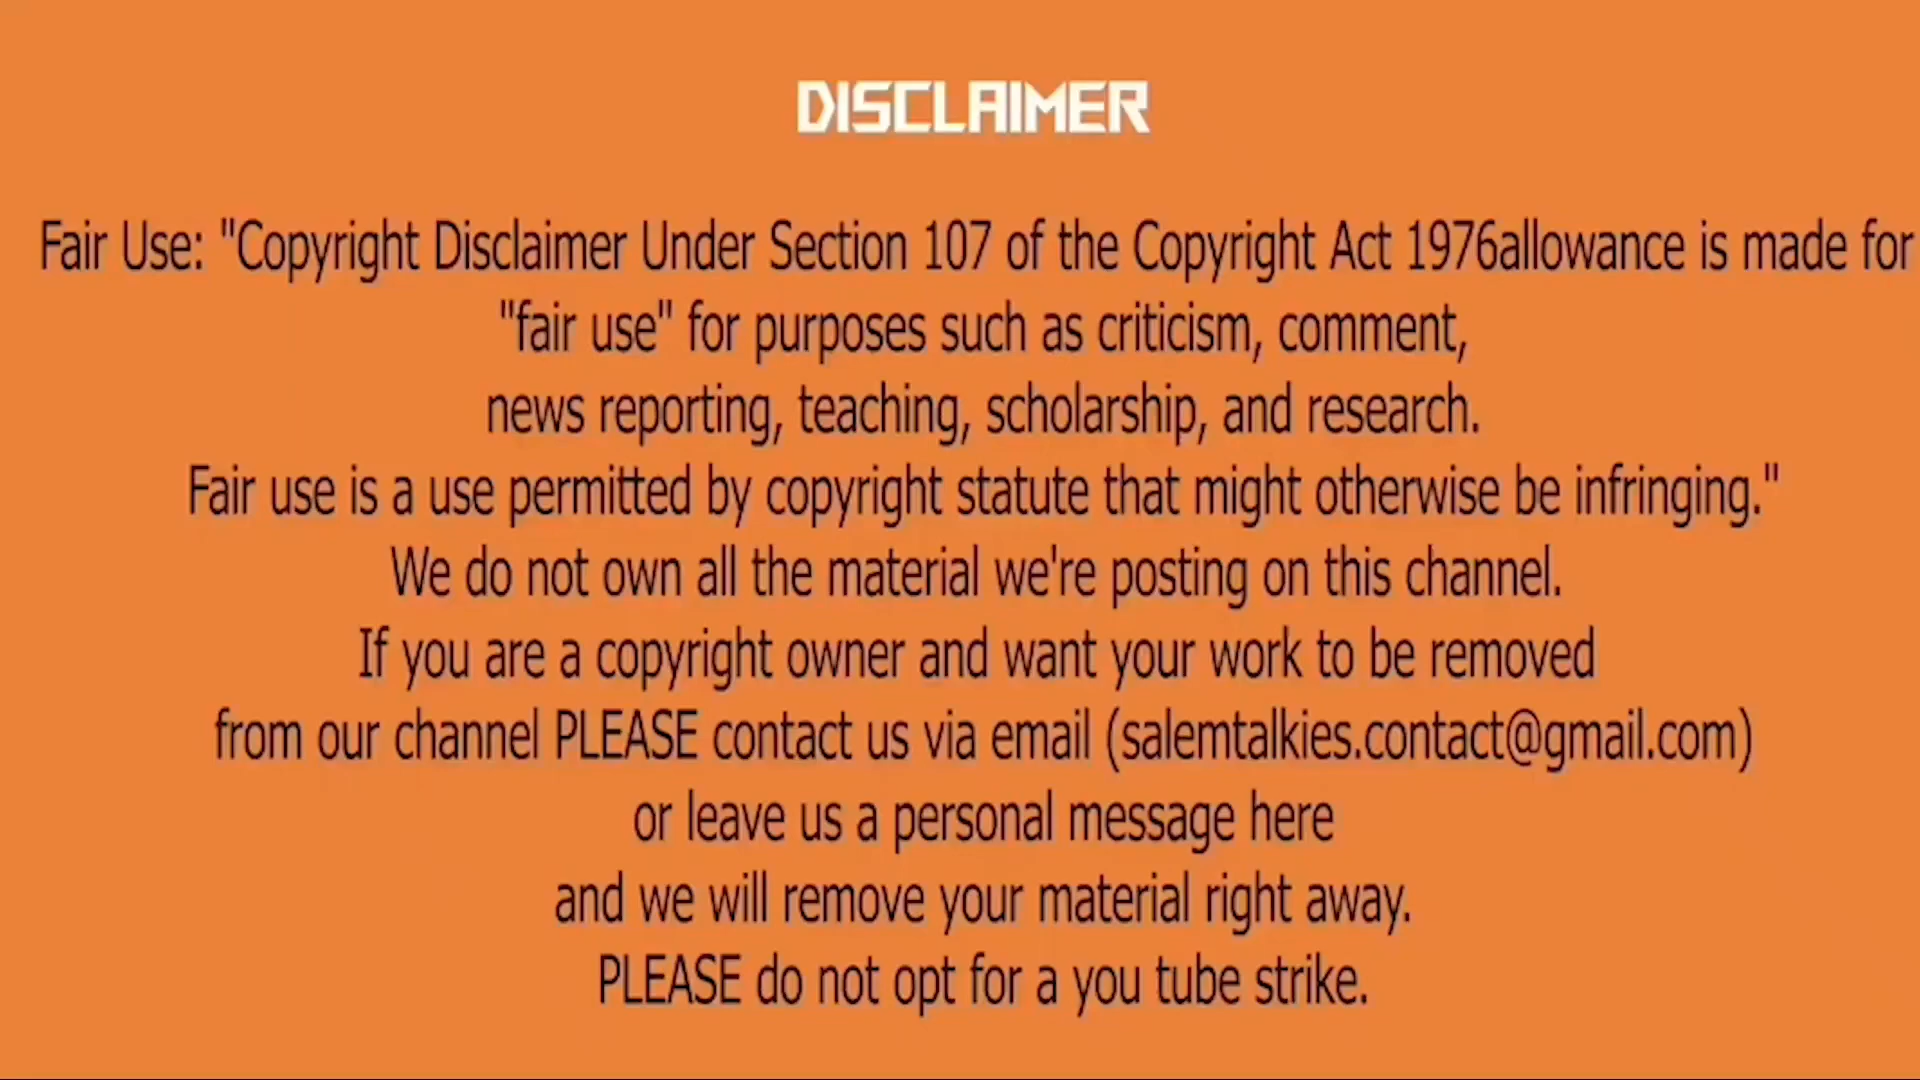 DISCLAIMER
Fair Use: "Copyright Disclaimer Under Section 107 of the Copyright Act 1976allowance is made for
"fair use" for purposes such as criticism, comment,
news reporting, teaching, scholarship, and research.
Fair use is a use permitted by copyright statute that might otherwise be infringing."
We do not own all the material we're posting on this channel.
If you are a copyright owner and want your work to be removed
from our channel PLEASE contact us via email (salemtalkies.contact@gmail.com)
or leave us a personal message here
and we will remove your material right away.
PLEASE do not opt for a you tube strike.